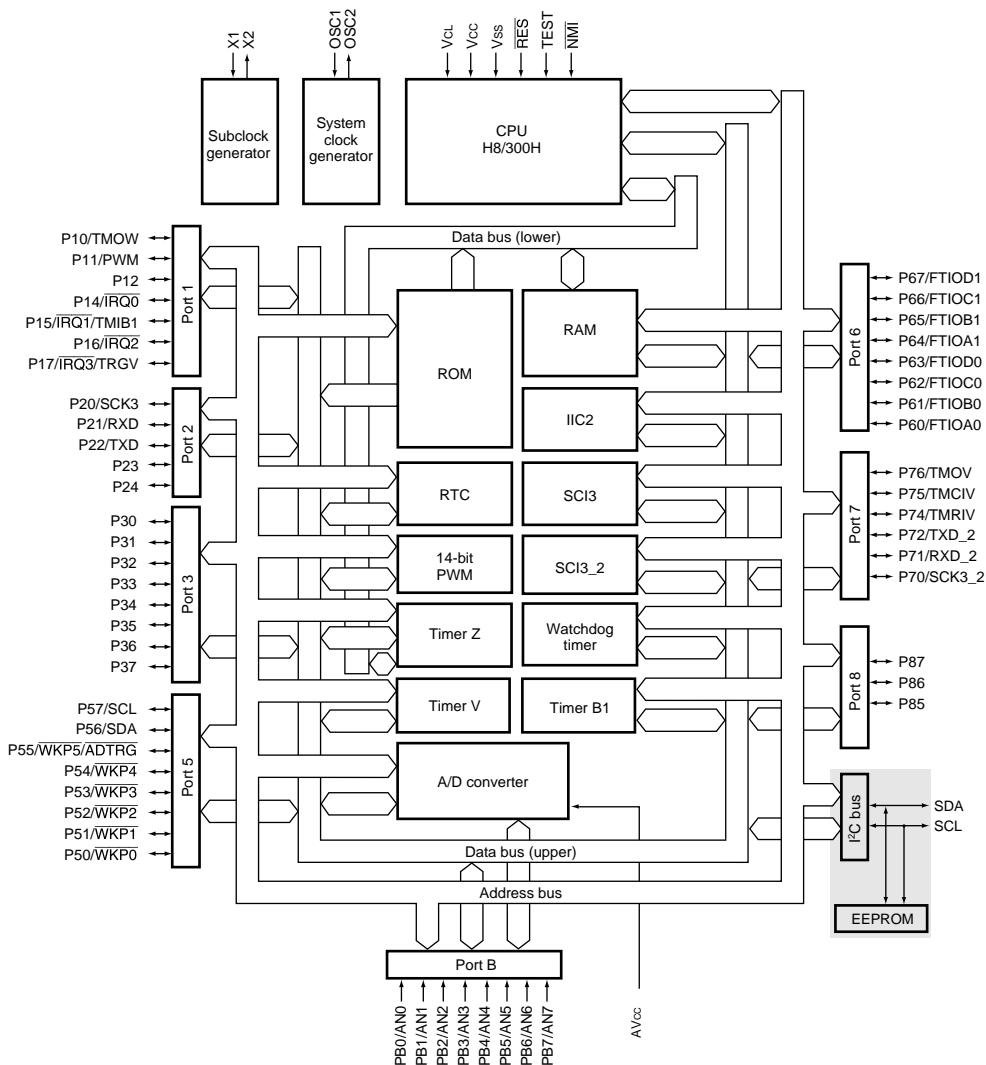 X1
X2
OSC1
OSC2
VCL
VCC
VSS
RES
TEST
NMI
Subclock
generator
System
clock
generator
CPU
H8/300H
Data bus (lower)
P10/TMOW
P11/PWM
P12
P14/IRQ0
P15/IRQ1/TMIB1
P16/IRQ2
P17/IRQ3/TRGV
Port 1
P20/SCK3
P21/RXD
P22/TXD
P23
P24
Port 2
P30
P31
P32
P33
P34
P35
P36
P37
Port 3
P57/SCL
P56/SDA
P55/WKP5/ADTRG
P54/WKP4
P53/WKP3
P52/WKP2
P51/WKP1
P50/WKP0
Port 5
ROM
RAM
IIC2
RTC
SCI3
14-bit
PWM
SCI3_2
Timer Z
Watchdog
timer
Timer V
Timer B1
A/D converter
Data bus (upper)
Address bus
Port 6
P67/FTIOD1
P66/FTIOC1
P65/FTIOB1
P64/FTIOA1
P63/FTIOD0
P62/FTIOC0
P61/FTIOB0
P60/FTIOA0
Port 7
P76/TMOV
P75/TMCIV
P74/TMRIV
P72/TXD_2
P71/RXD_2
P70/SCK3_2
Port 8
P87
P86
P85
I²C bus
SDA
SCL
EEPROM
Port B
PB0/AN0
PB1/AN1
PB2/AN2
PB3/AN3
PB4/AN4
PB5/AN5
PB6/AN6
PB7/AN7
AVCC